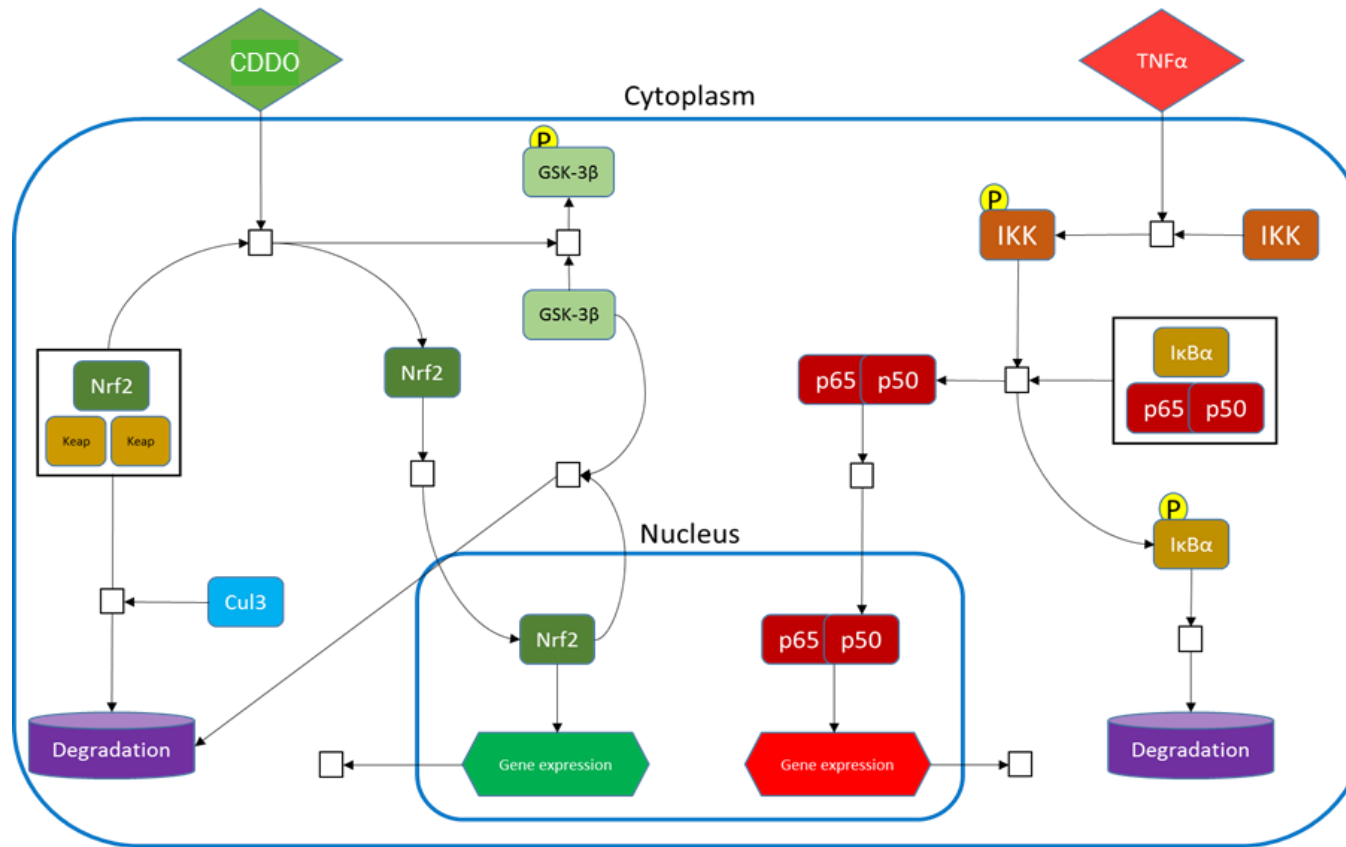 CDDO
TNFα
Cytoplasm
P
GSK-3β
P
IKK
IKK
GSK-3β
Nrf2
Keap
Keap
Nrf2
p65
p50
IκBα
p65
p50
P
IκBα
Nucleus
Cul3
Nrf2
p65
p50
Degradation
Gene expression
Gene expression
Degradation